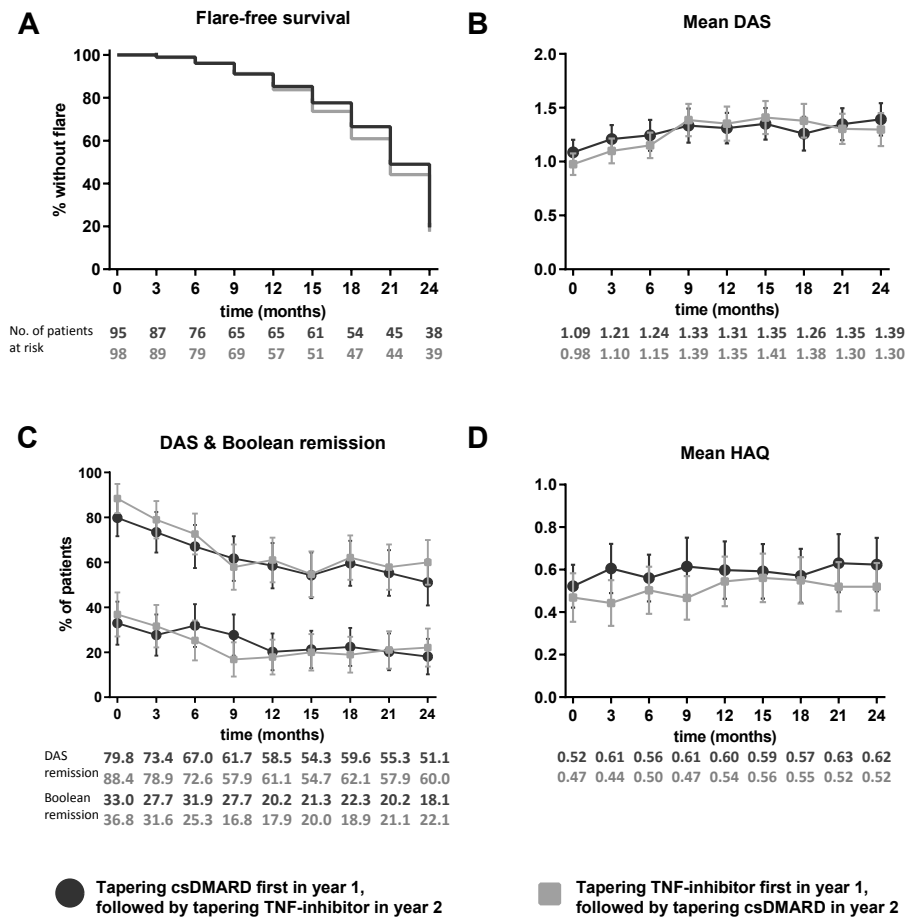 A
Flare-free survival
% without flare
100
80
60
40
20
0
0 3 6 9 12 15 18 21 24
time (months)
No. of patients
at risk
95 87 76 65 65 61 54 45 38
98 89 79 69 57 51 47 44 39
B
Mean DAS
2.0
1.5
1.0
0.5
0.0
0 3 6 9 12 15 18 21 24
time (months)
1.09 1.21 1.24 1.33 1.31 1.35 1.26 1.35 1.39
0.98 1.10 1.15 1.39 1.35 1.41 1.38 1.30 1.30
C
DAS & Boolean remission
% of patients
100
80
60
40
20
0
0 3 6 9 12 15 18 21 24
time (months)
DAS
remission
79.8 73.4 67.0 61.7 58.5 54.3 59.6 55.3 51.1
88.4 78.9 72.6 57.9 61.1 54.7 62.1 57.9 60.0
Boolean
remission
33.0 27.7 31.9 27.7 20.2 21.3 22.3 20.2 18.1
36.8 31.6 25.3 16.8 17.9 20.0 18.9 21.1 22.1
D
Mean HAQ
1.0
0.8
0.6
0.4
0.2
0.0
0 3 6 9 12 15 18 21 24
time (months)
0.52 0.61 0.56 0.61 0.60 0.59 0.57 0.63 0.62
0.47 0.44 0.50 0.47 0.54 0.56 0.55 0.52 0.52
Tapering csDMARD first in year 1,
followed by tapering TNF-inhibitor in year 2
Tapering TNF-inhibitor first in year 1,
followed by tapering csDMARD in year 2